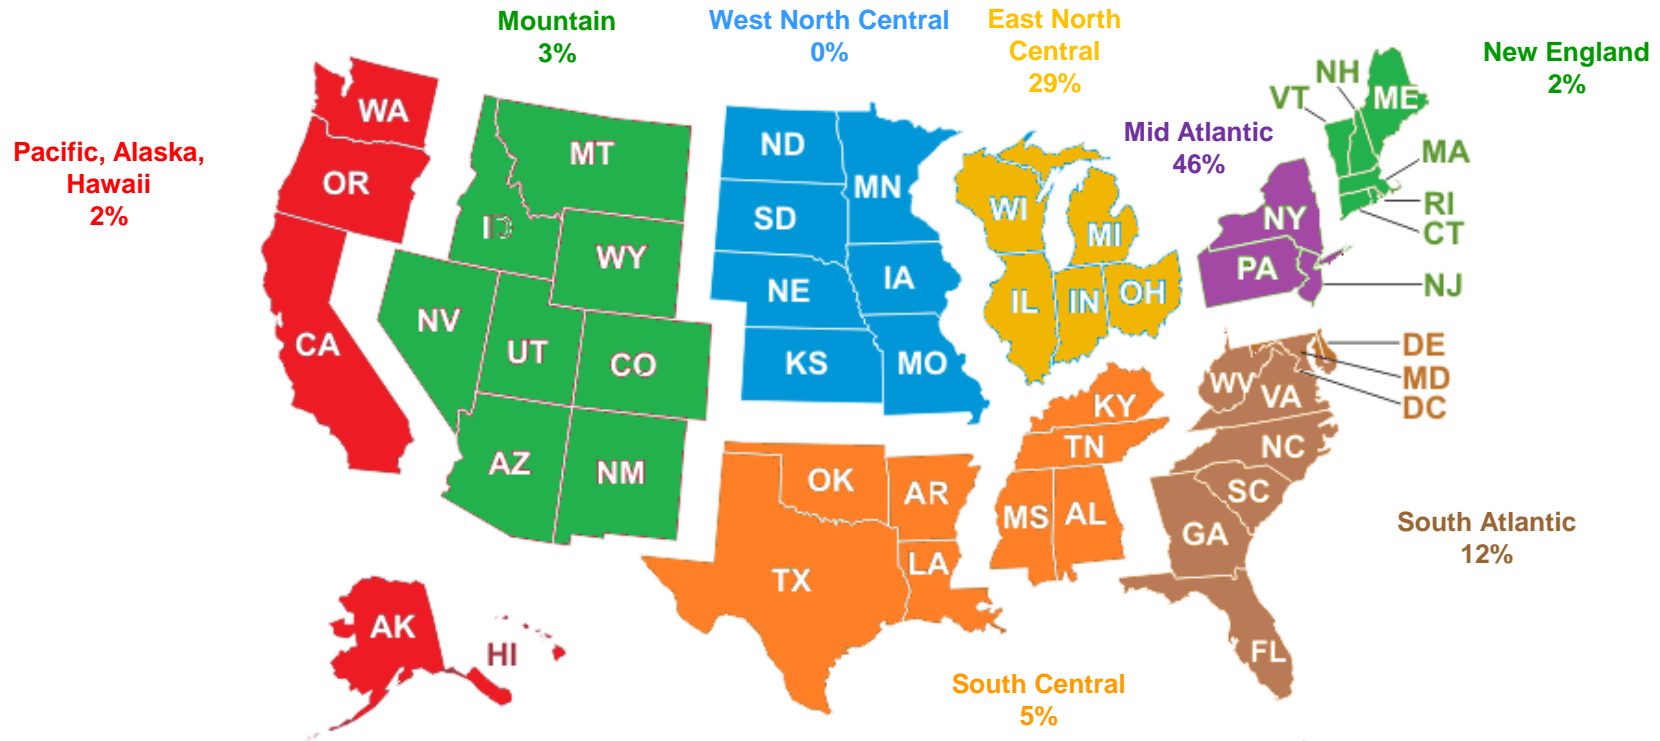 Mountain
3%
West North Central
0%
East North
Central
29%
New England
2%
Pacific, Alaska,
Hawaii
2%
Mid Atlantic
46%
WA
OR
CA
MT
ID
WY
NV
UT
CO
AZ
NM
ND
SD
NE
KS
MN
IA
MO
WI
MI
IL
IN
OH
NY
PA
NH
VT
ME
MA
RI
CT
NJ
DE
MD
DC
WV
VA
NC
SC
GA
FL
KY
TN
MS
AL
OK
AR
TX
LA
AK
HI
South Atlantic
12%
South Central
5%